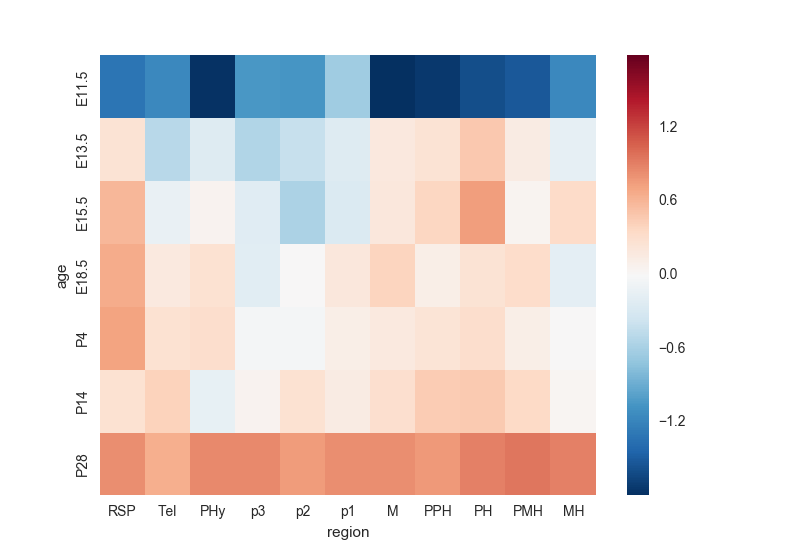 E11.5
E13.5
E15.5
E18.5
P4
P14
P28
age
RSP Tel PHy p3 p2 p1 M PPH PH PMH MH
region
1.2
0.6
0.0
−0.6
−1.2